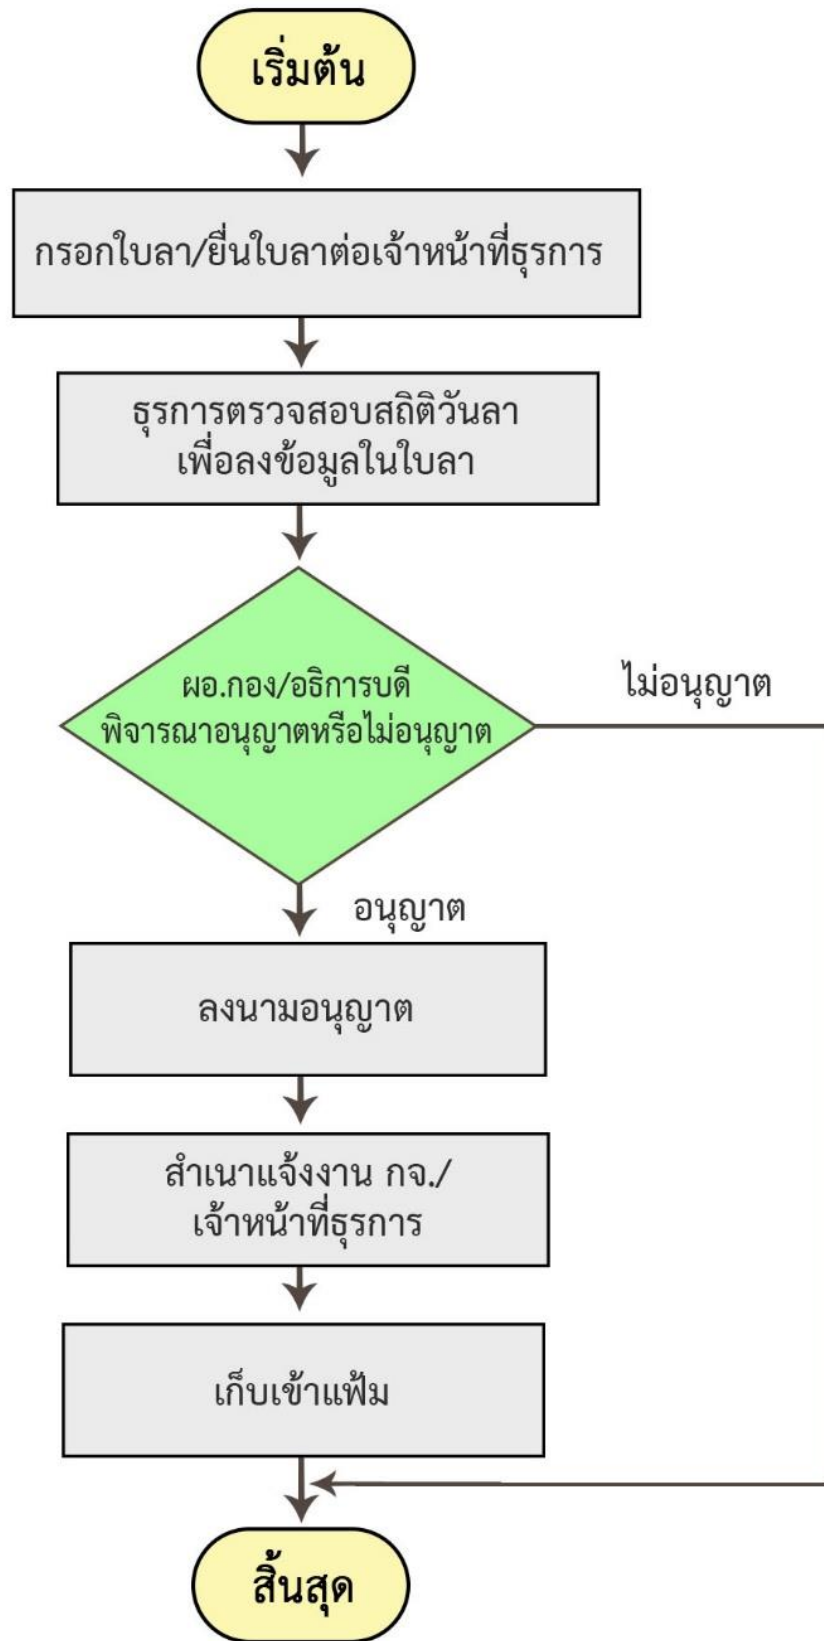 เริ่มต้น
กรอกใบลา/ยื่นใบลาต่อเจ้าหน้าที่ธุรการ
ธุรการตรวจสอบสถิติวันลา
เพื่อลงข้อมูลในใบลา
ผอ.กอง/อธิการบดี
พิจารณาอนุญาตหรือไม่อนุญาต
ไม่อนุญาต
อนุญาต
ลงนามอนุญาต
สำเนาแจ้งงาน กจ./
เจ้าหน้าที่ธุรการ
เก็บเข้าแฟ้ม
สิ้นสุด